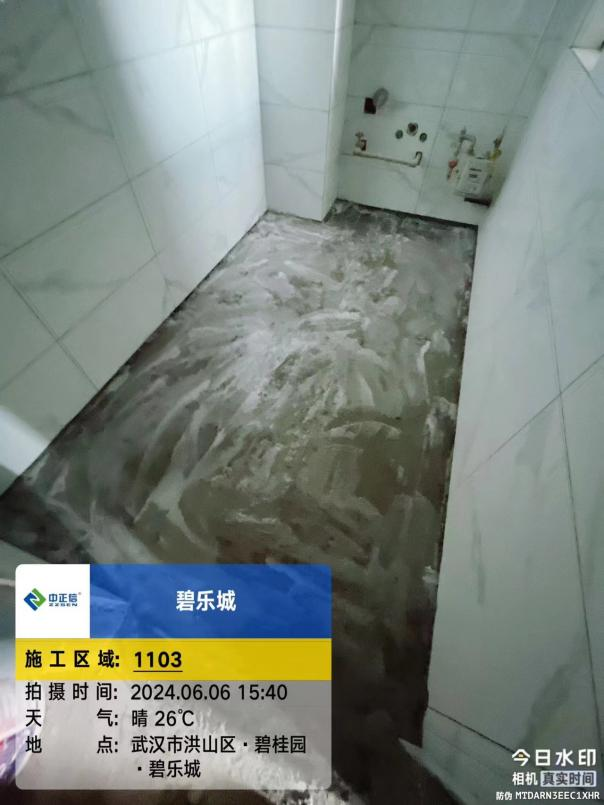 中正信
ZZSEN
碧乐城
施工区域: 1103
拍摄时间: 2024.06.06 15:40
天气: 晴 26℃
地点: 武汉市洪山区·碧桂园
·碧乐城
今日水印
相机 真实时间
防伪 MTDARN3EEC1XHR